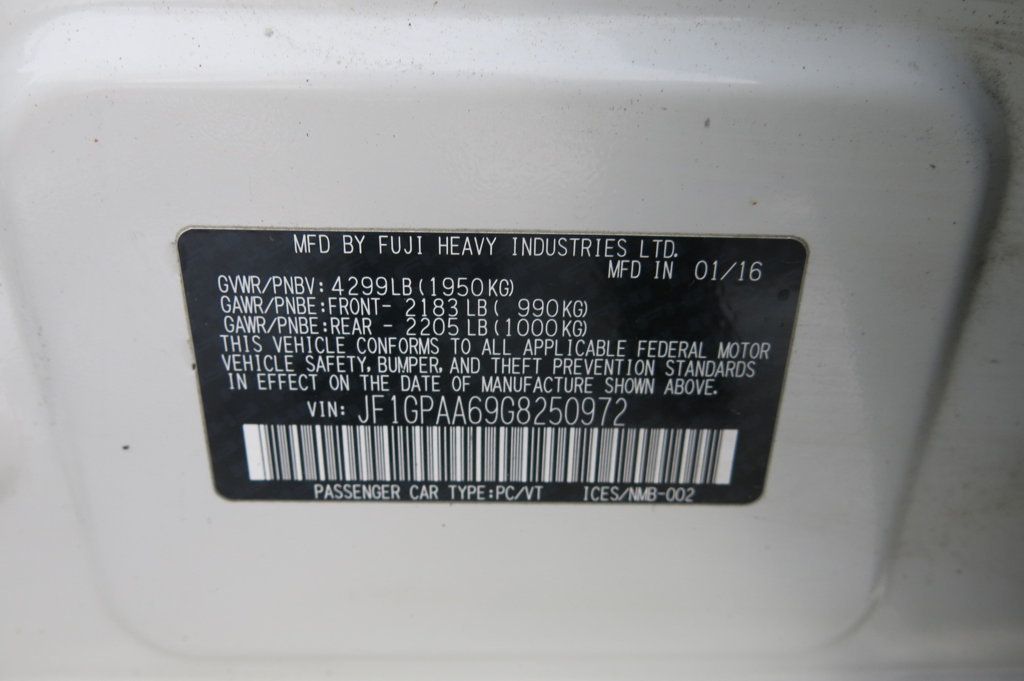 MFD BY FUJI HEAVY INDUSTRIES LTD.
MFD IN 01/16
GVWR/PNBV: 4299LB(1950KG)
GAWR/PNBE:FRONT- 2183LB( 990KG)
GAWR/PNBE:REAR - 2205LB(1000KG)
THIS VEHICLE CONFORMS TO ALL APPLICABLE FEDERAL MOTOR
VEHICLE SAFETY, BUMPER, AND THEFT PREVENTION STANDARDS
IN EFFECT ON THE DATE OF MANUFACTURE SHOWN ABOVE.
VIN: JF1GPAA69G8250972
PASSENGER CAR TYPE:PC/VT ICES/NMB-002